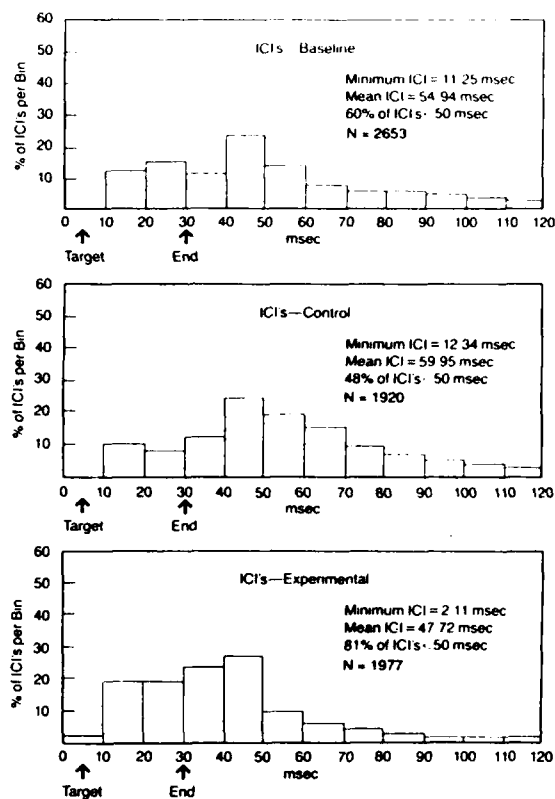 60
ICI's Baseline
50
Minimum ICI = 11 25 msec
40
Mean ICI = 54 94 msec
60% of ICI's · 50 msec
30
N = 2653
20
10
% of ICI's per Bin
0 10 20 30 40 50 60 70 80 90 100 110 120
msec
Target End
60
ICI's—Control
50
Minimum ICI = 12 34 msec
40
Mean ICI = 59 95 msec
48% of ICI's · 50 msec
30
N = 1920
20
10
% of ICI's per Bin
0 10 20 30 40 50 60 70 80 90 100 110 120
msec
Target End
60
ICI's—Experimental
50
Minimum ICI = 2 11 msec
40
Mean ICI = 47 72 msec
81% of ICI's · 50 msec
30
N = 1977
20
10
% of ICI's per Bin
0 10 20 30 40 50 60 70 80 90 100 110 120
msec
Target End